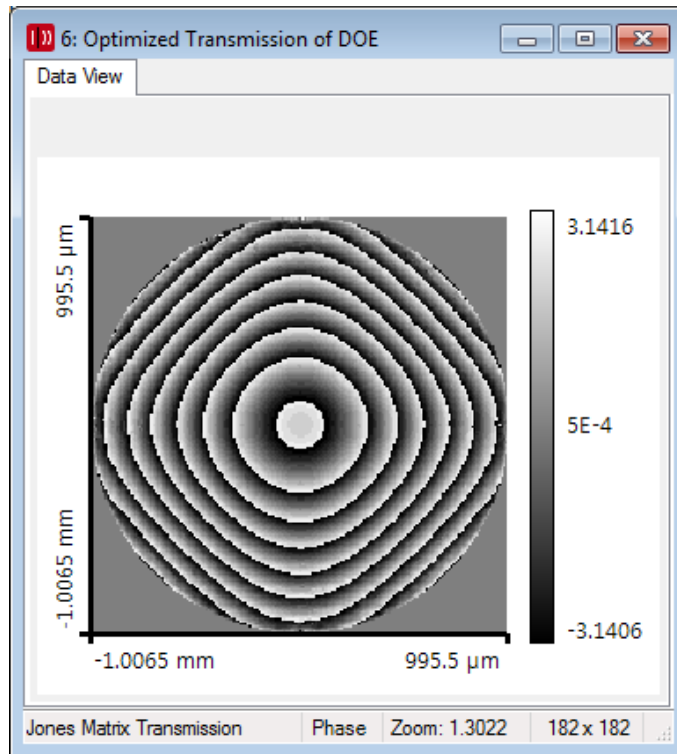 6: Optimized Transmission of DOE
Data View
995.5 µm
-1.0065 mm
-1.0065 mm
995.5 µm
3.1416
5E-4
-3.1406
Jones Matrix Transmission
Phase
Zoom: 1.3022
182 x 182